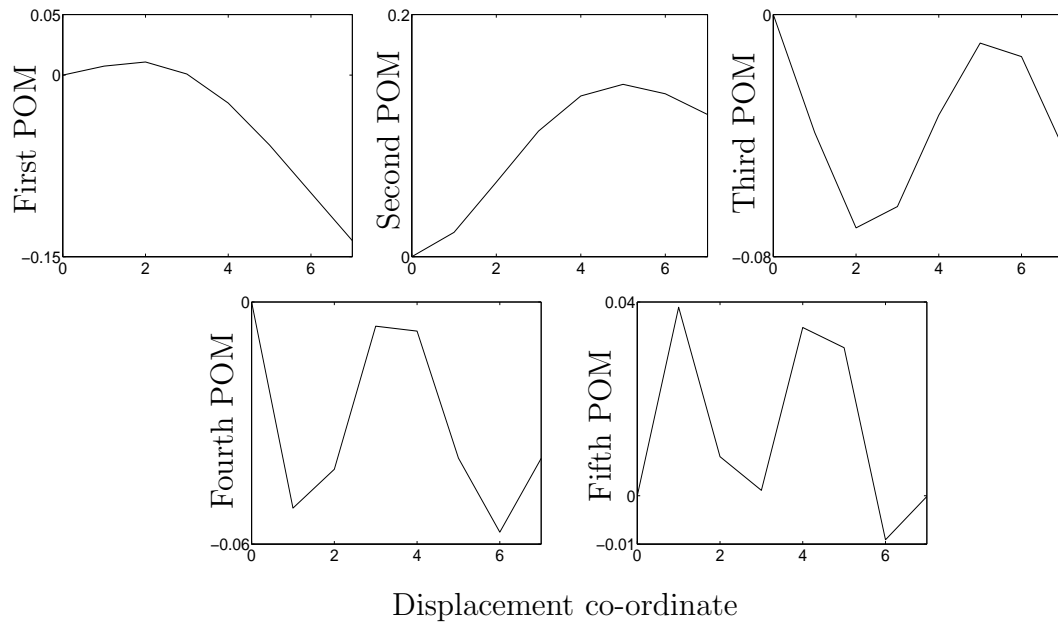 0.05
0
−0.15
First POM
0 2 4 6
0.2
0
Second POM
0 2 4 6
0
−0.08
Third POM
0 2 4 6
0
−0.06
Fourth POM
0 2 4 6
0.04
0
−0.01
Fifth POM
0 2 4 6
Displacement co-ordinate